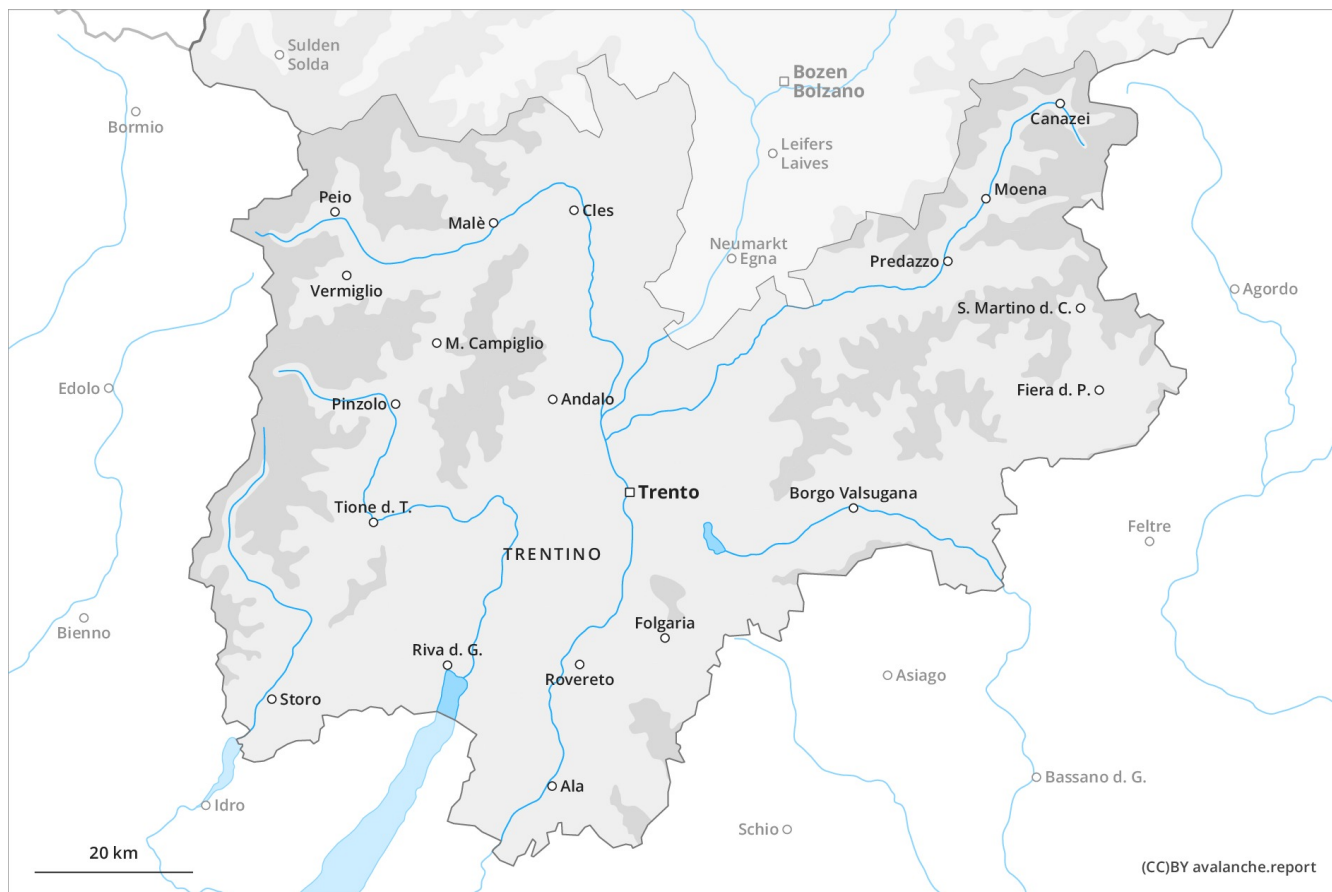 Sulden
Solda
Bozen
Bolzano
Bormio
Canazei
Leifers
Laives
Moena
Peio
Malè
Cles
Neumarkt
Egna
Predazzo
Vermiglio
Agordo
S. Martino d. C.
M. Campiglio
Edolo
Pinzolo
Andalo
Fiera d. P.
Trento
Borgo Valsugana
Tione d. T.
Feltre
TRENTINO
Bienno
Folgaria
Riva d. G.
Rovereto
Asiago
Storo
Bassano d. G.
Ala
Idro
Schio
20 km
(CC)BY avalanche.report